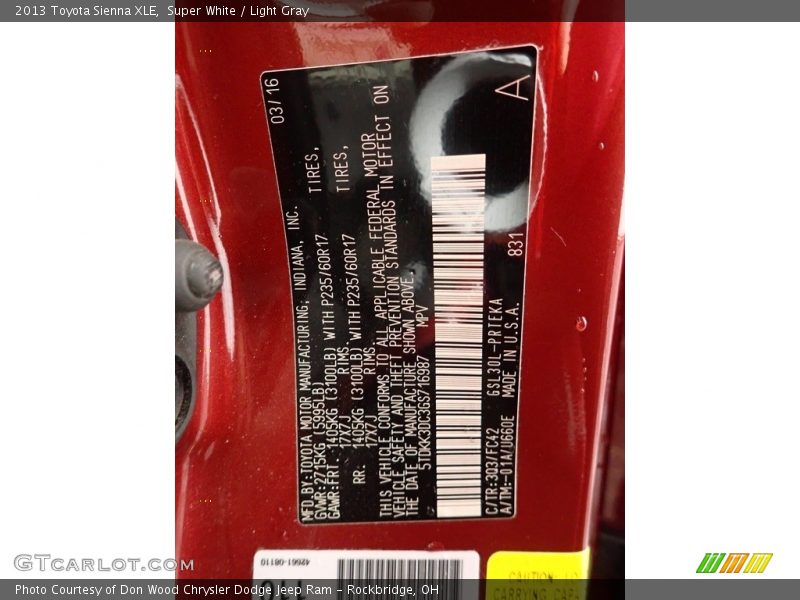 2013 Toyota Sienna XLE, Super White / Light Gray
03/16
MFD.BY:TOYOTA MOTOR MANUFACTURING, INDIANA, INC.
GVWR:2715KG (5995LB)
GAWR:FRT. 1405KG (3100LB) WITH P235/60R17 TIRES,
17X7J RIMS
RR. 1405KG (3100LB) WITH P235/60R17 TIRES,
17X7J RIMS
THIS VEHICLE CONFORMS TO ALL APPLICABLE FEDERAL MOTOR
VEHICLE SAFETY AND THEFT PREVENTION STANDARDS IN EFFECT ON
THE DATE OF MANUFACTURE SHOWN ABOVE.
5TDKK3DC3GS716987 MPV
C/TR:3Q3/FC42 GSL30L-PRTEKA 831
A/TM:-01A/U660E MADE IN U.S.A.
A
42661-08110
CAUTION
CARRYING CAPA
GTCarLot.com
Photo Courtesy of Don Wood Chrysler Dodge Jeep Ram - Rockbridge, OH